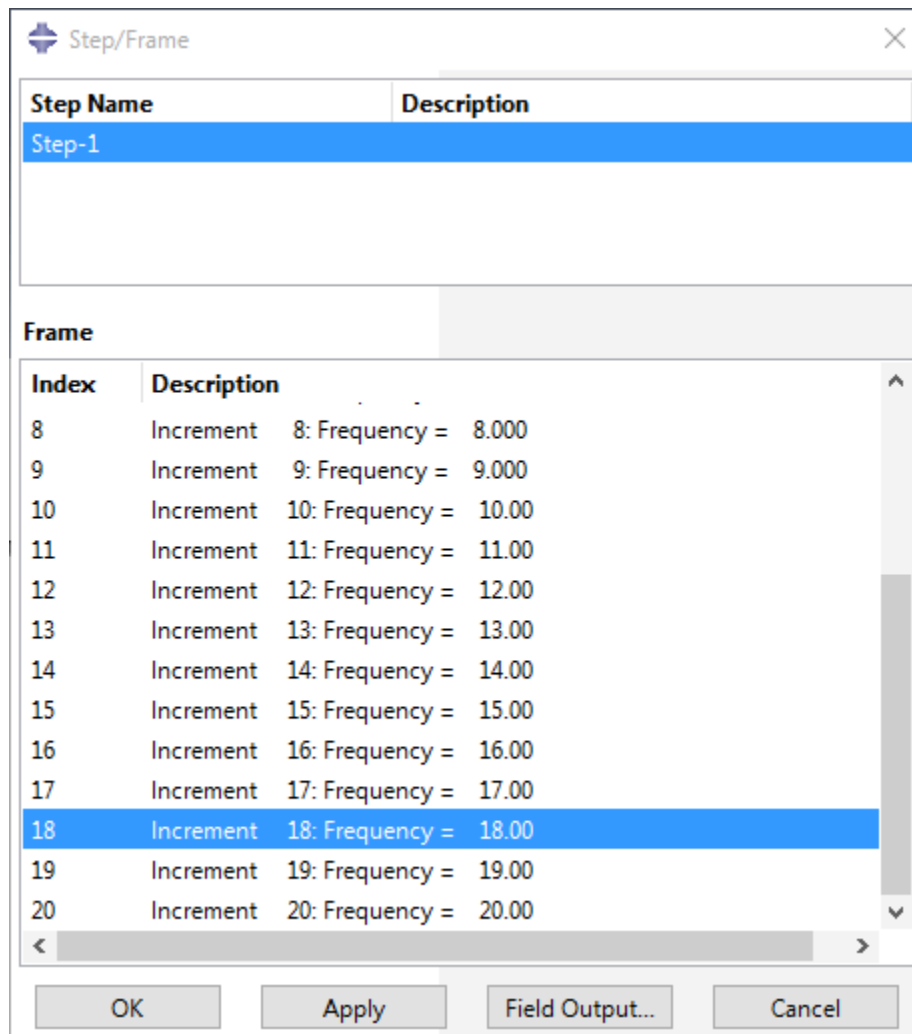 Step/Frame
Step Name Description
Step-1
Frame
Index Description
8 Increment 8: Frequency = 8.000
9 Increment 9: Frequency = 9.000
10 Increment 10: Frequency = 10.00
11 Increment 11: Frequency = 11.00
12 Increment 12: Frequency = 12.00
13 Increment 13: Frequency = 13.00
14 Increment 14: Frequency = 14.00
15 Increment 15: Frequency = 15.00
16 Increment 16: Frequency = 16.00
17 Increment 17: Frequency = 17.00
18 Increment 18: Frequency = 18.00
19 Increment 19: Frequency = 19.00
20 Increment 20: Frequency = 20.00
OK Apply Field Output... Cancel